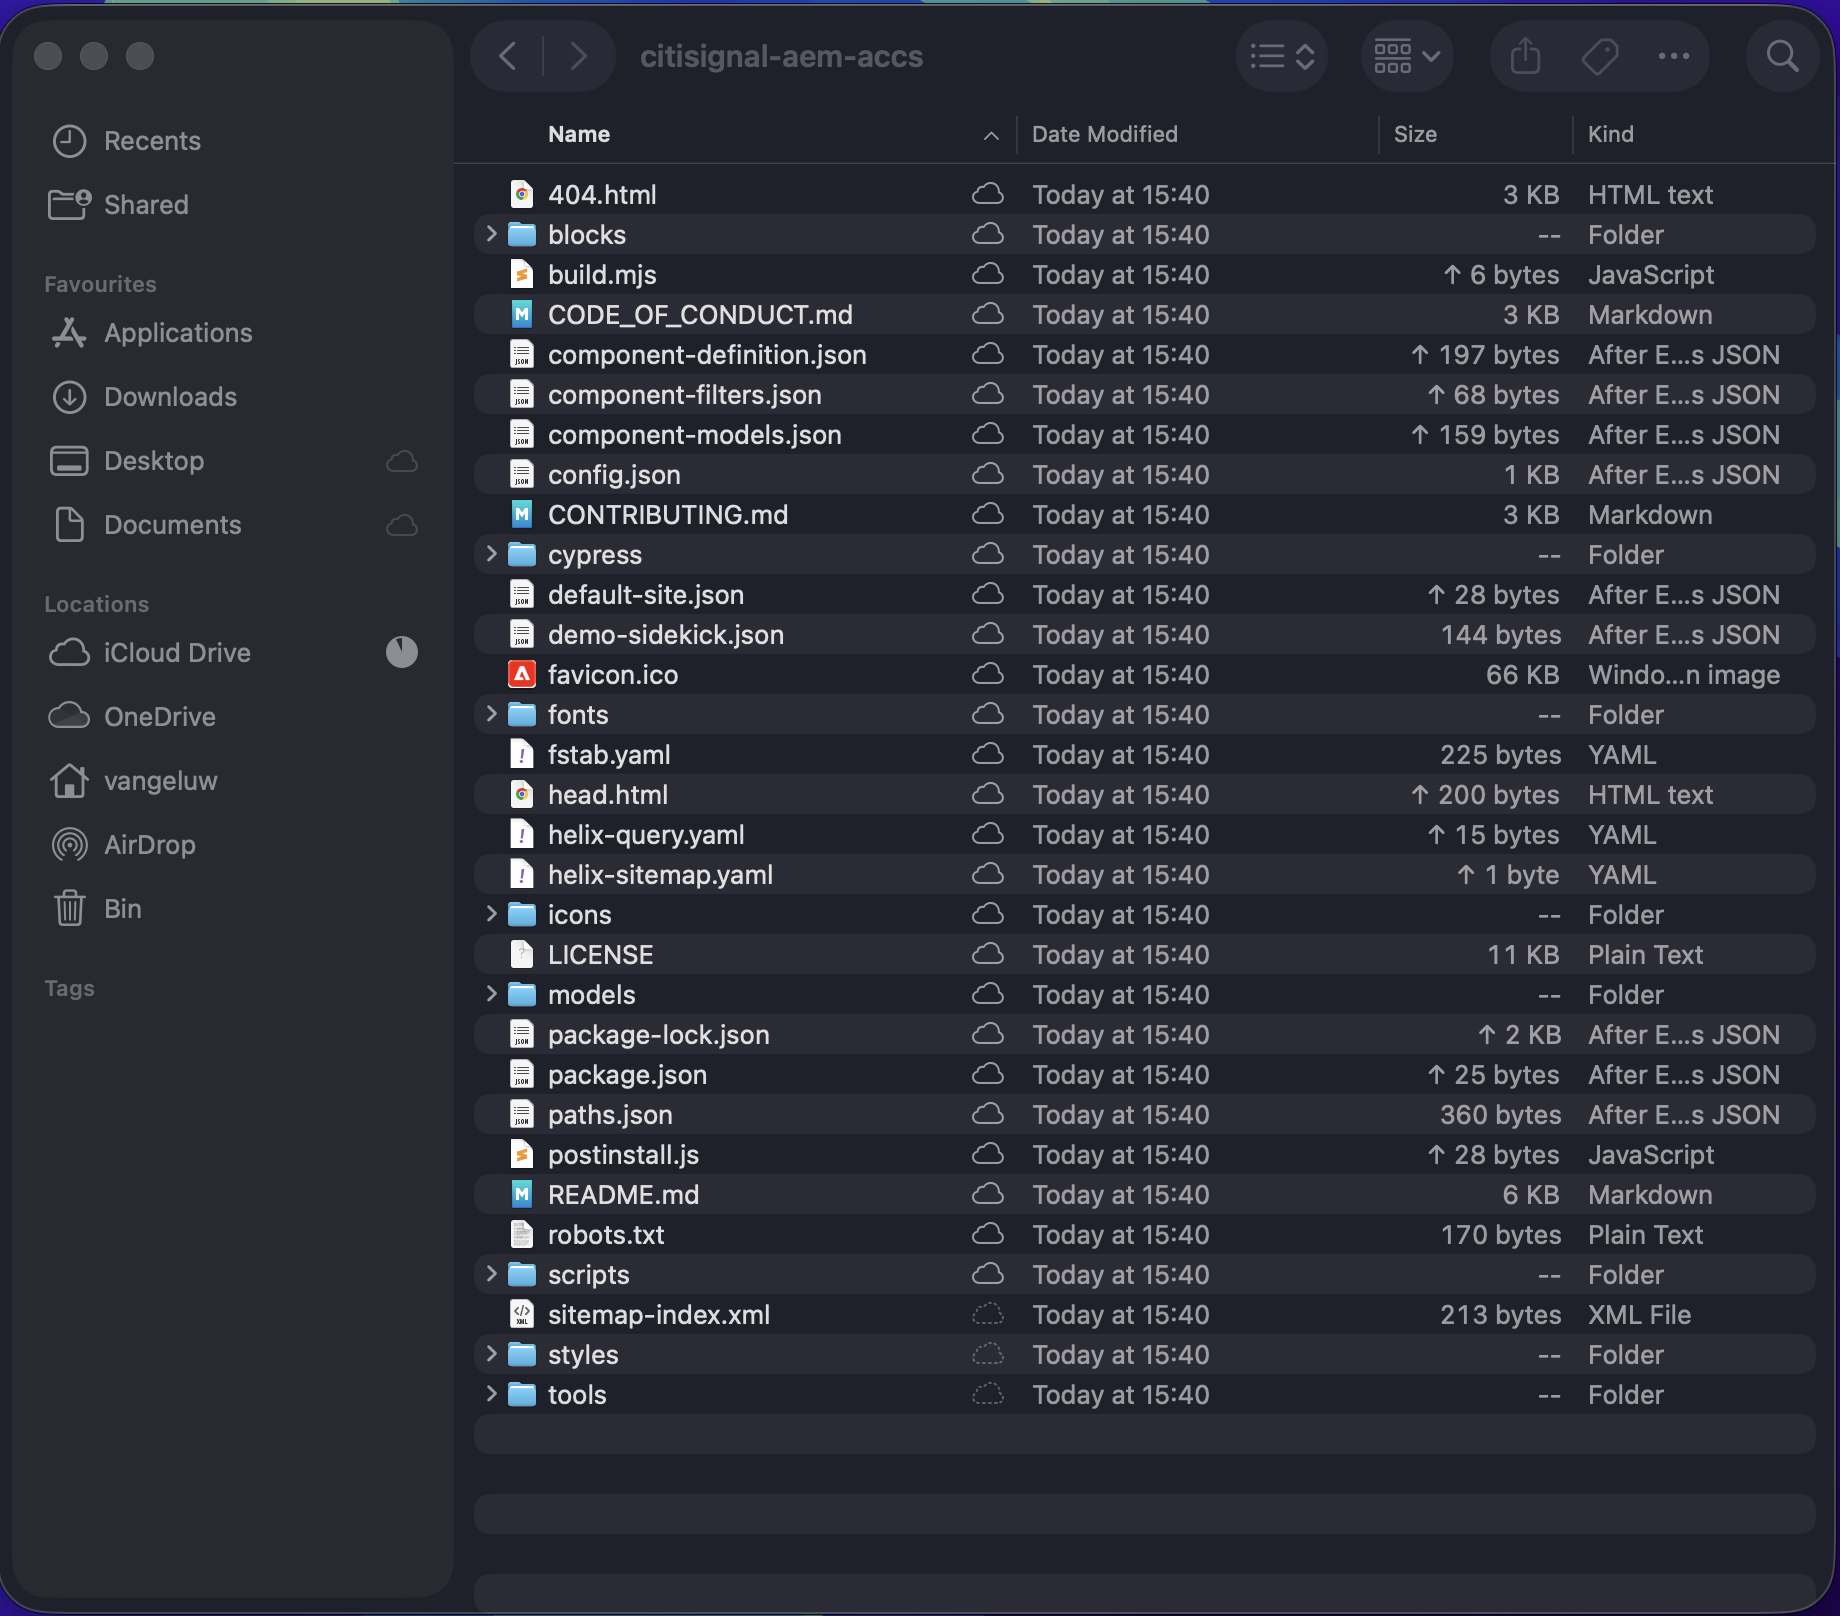 citisignal-aem-accs
Recents
Shared
Favourites
Applications
Downloads
Desktop
Documents
Locations
iCloud Drive
OneDrive
vangeluw
AirDrop
Bin
Tags
Name Date Modified Size Kind
404.html Today at 15:40 3 KB HTML text
blocks Today at 15:40 -- Folder
build.mjs Today at 15:40 ↑ 6 bytes JavaScript
CODE_OF_CONDUCT.md Today at 15:40 3 KB Markdown
component-definition.json Today at 15:40 ↑ 197 bytes After E...s JSON
component-filters.json Today at 15:40 ↑ 68 bytes After E...s JSON
component-models.json Today at 15:40 ↑ 159 bytes After E...s JSON
config.json Today at 15:40 1 KB After E...s JSON
CONTRIBUTING.md Today at 15:40 3 KB Markdown
cypress Today at 15:40 -- Folder
default-site.json Today at 15:40 ↑ 28 bytes After E...s JSON
demo-sidekick.json Today at 15:40 144 bytes After E...s JSON
favicon.ico Today at 15:40 66 KB Windo...n image
fonts Today at 15:40 -- Folder
fstab.yaml Today at 15:40 225 bytes YAML
head.html Today at 15:40 ↑ 200 bytes HTML text
helix-query.yaml Today at 15:40 ↑ 15 bytes YAML
helix-sitemap.yaml Today at 15:40 ↑ 1 byte YAML
icons Today at 15:40 -- Folder
LICENSE Today at 15:40 11 KB Plain Text
models Today at 15:40 -- Folder
package-lock.json Today at 15:40 ↑ 2 KB After E...s JSON
package.json Today at 15:40 ↑ 25 bytes After E...s JSON
paths.json Today at 15:40 360 bytes After E...s JSON
postinstall.js Today at 15:40 ↑ 28 bytes JavaScript
README.md Today at 15:40 6 KB Markdown
robots.txt Today at 15:40 170 bytes Plain Text
scripts Today at 15:40 -- Folder
sitemap-index.xml Today at 15:40 213 bytes XML File
styles Today at 15:40 -- Folder
tools Today at 15:40 -- Folder